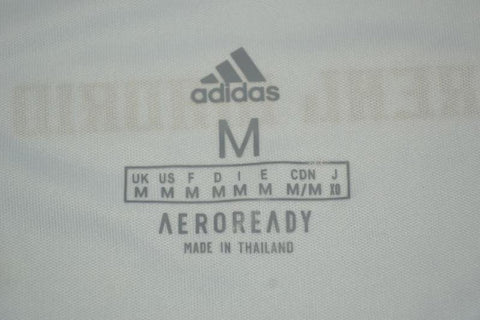 adidas
M
UK US F D I E CDN J
M M M M M M M/M XO
AEROREADY
MADE IN THAILAND